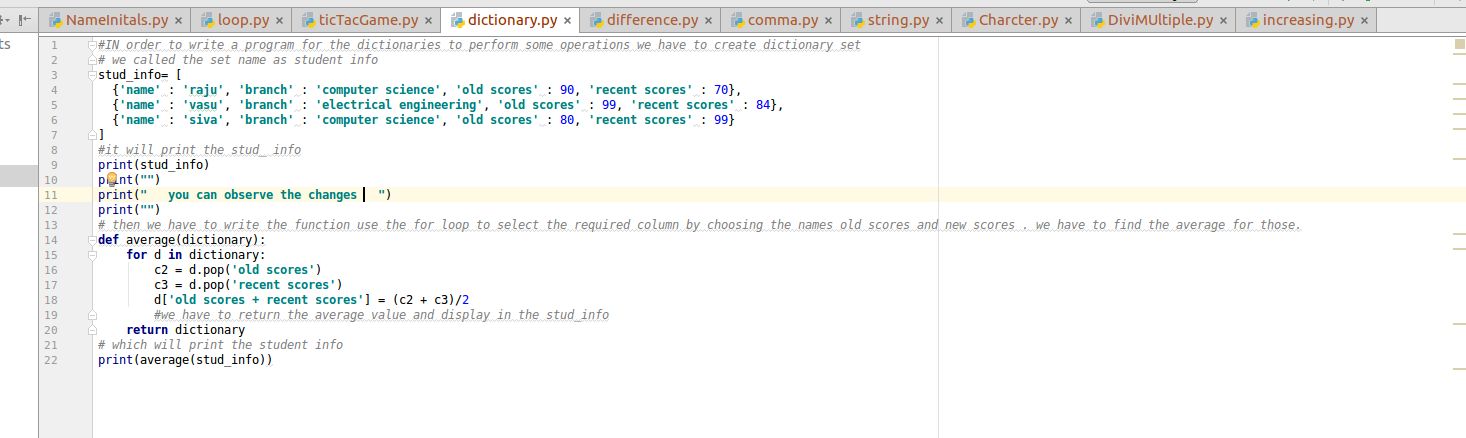 NameInitals.py × loop.py × ticTacGame.py × dictionary.py × difference.py × comma.py × string.py × Charcter.py × DiviMUltiple.py × increasing.py ×
ts
1 #IN order to write a program for the dictionaries to perform some operations we have to create dictionary set
2 # we called the set name as student info
3 stud_info= [
4 {'name' : 'raju', 'branch' : 'computer science', 'old scores' : 90, 'recent scores' : 70},
5 {'name' : 'vasu', 'branch' : 'electrical engineering', 'old scores' : 99, 'recent scores' : 84},
6 {'name' : 'siva', 'branch' : 'computer science', 'old scores' : 80, 'recent scores' : 99}
7 ]
8 #it will print the stud_ info
9 print(stud_info)
10 print("")
11 print("   you can observe the changes   ")
12 print("")
13 # then we have to write the function use the for loop to select the required column by choosing the names old scores and new scores . we have to find the average for those.
14 def average(dictionary):
15 for d in dictionary:
16 c2 = d.pop('old scores')
17 c3 = d.pop('recent scores')
18 d['old scores + recent scores'] = (c2 + c3)/2
19 #we have to return the average value and display in the stud_info
20 return dictionary
21 # which will print the student info
22 print(average(stud_info))